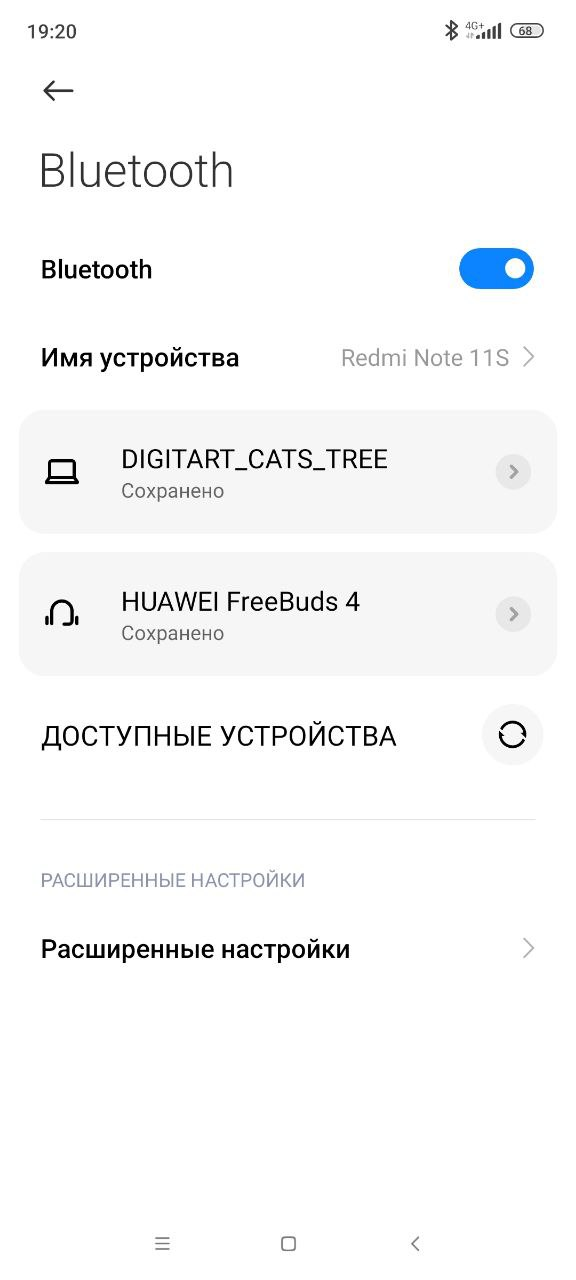 19:20
4G+ 68
Bluetooth
Bluetooth
Имя устройства Redmi Note 11S
DIGITART_CATS_TREE
Сохранено
HUAWEI FreeBuds 4
Сохранено
ДОСТУПНЫЕ УСТРОЙСТВА
РАСШИРЕННЫЕ НАСТРОЙКИ
Расширенные настройки